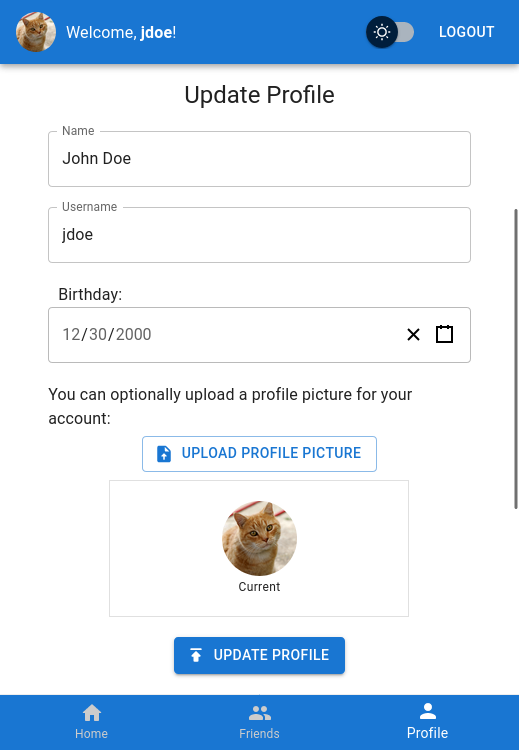 Welcome, jdoe!
LOGOUT
Update Profile
Name
John Doe
Username
jdoe
Birthday:
12/30/2000
You can optionally upload a profile picture for your
account:
UPLOAD PROFILE PICTURE
Current
UPDATE PROFILE
Home
Friends
Profile